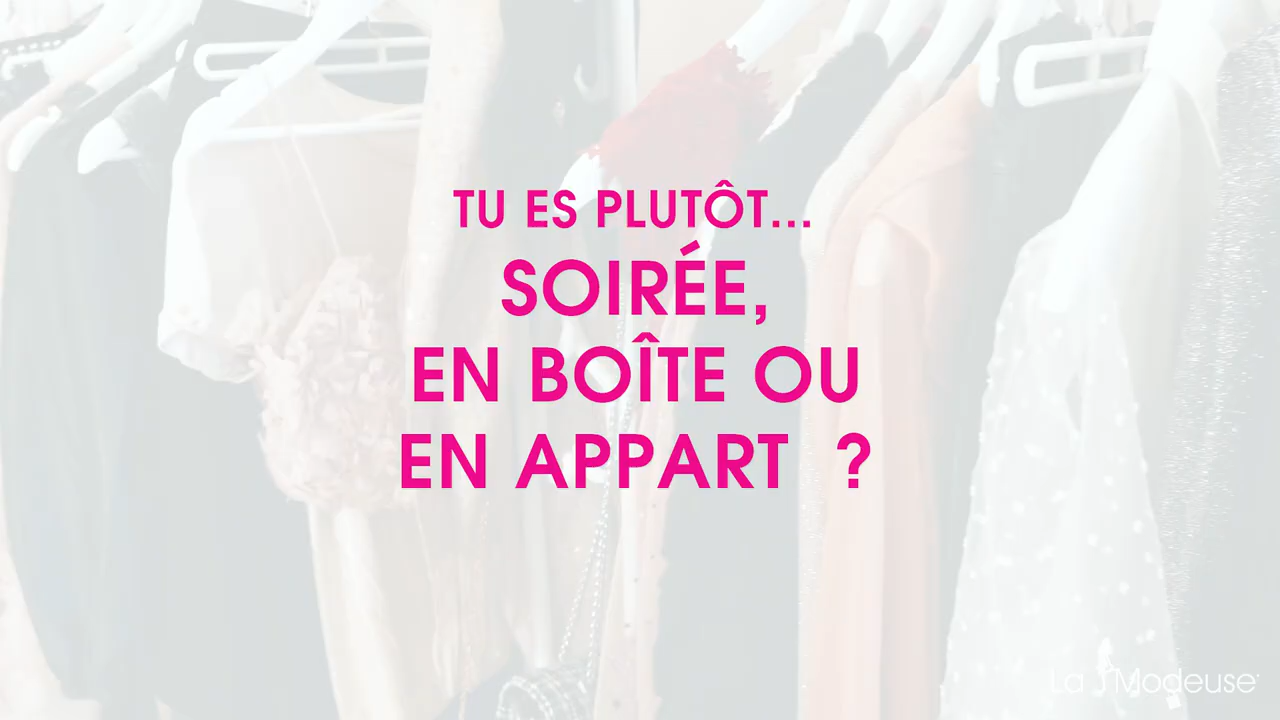 TU ES PLUTÔT...
SOIRÉE,
EN BOÎTE OU
EN APPART ?
La Modeuse